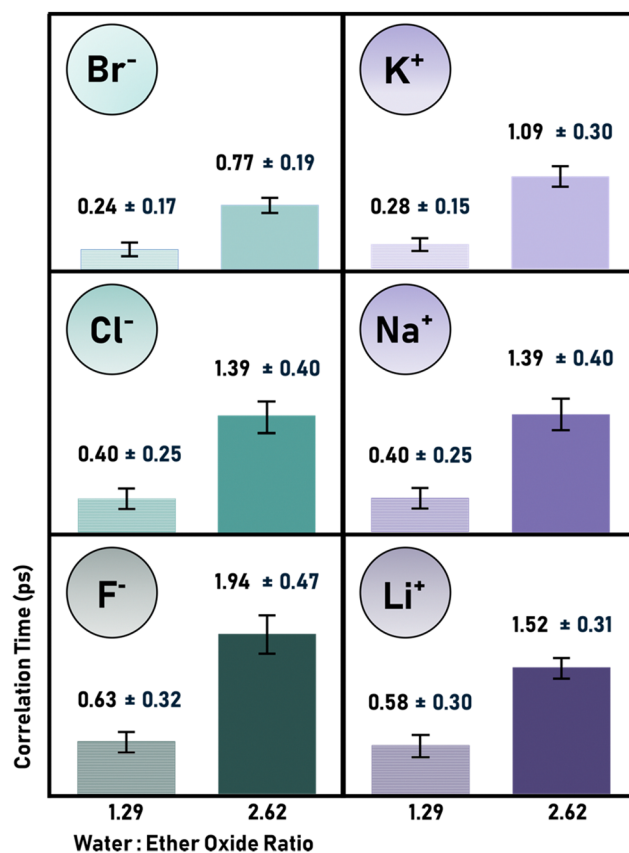 Br⁻
0.24 ± 0.17
0.77 ± 0.19
K⁺
0.28 ± 0.15
1.09 ± 0.30
Cl⁻
0.40 ± 0.25
1.39 ± 0.40
Na⁺
0.40 ± 0.25
1.39 ± 0.40
F⁻
0.63 ± 0.32
1.94 ± 0.47
Li⁺
0.58 ± 0.30
1.52 ± 0.31
Correlation Time (ps)
1.29 2.62 1.29 2.62
Water : Ether Oxide Ratio